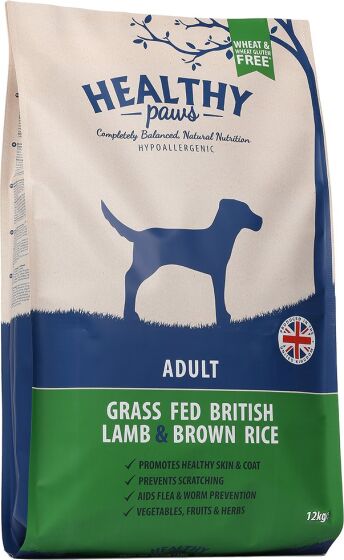 WHEAT &
WHEAT GLUTEN
FREE*
HEALTHY
paws
Completely Balanced, Natural Nutrition
HYPOALLERGENIC
ADULT
GRASS FED BRITISH
LAMB & BROWN RICE
✓ PROMOTES HEALTHY SKIN & COAT
✓ PREVENTS SCRATCHING
✓ AIDS FLEA & WORM PREVENTION
✓ VEGETABLES, FRUITS & HERBS
12kg e